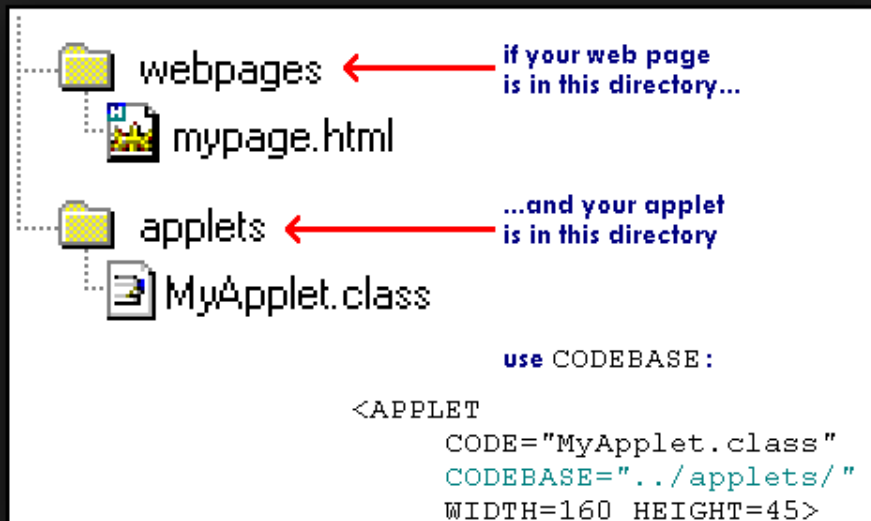 webpages
if your web page
is in this directory...
mypage.html
applets
...and your applet
is in this directory
MyApplet.class
use CODEBASE:
<APPLET
CODE="MyApplet.class"
CODEBASE="../applets/"
WIDTH=160 HEIGHT=45>